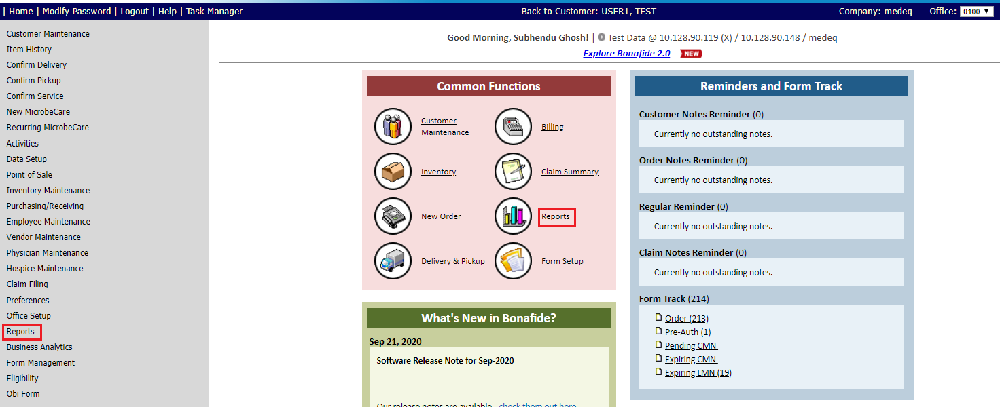 | Home | Modify Password | Logout | Help | Task Manager
Back to Customer: USER1, TEST
Company: medeq Office: 0100
Customer Maintenance
Item History
Confirm Delivery
Confirm Pickup
Confirm Service
New MicrobeCare
Recurring MicrobeCare
Activities
Data Setup
Point of Sale
Inventory Maintenance
Purchasing/Receiving
Employee Maintenance
Vendor Maintenance
Physician Maintenance
Hospice Maintenance
Claim Filing
Preferences
Office Setup
Reports
Business Analytics
Form Management
Eligibility
Obi Form
Good Morning, Subhendu Ghosh! | Test Data @ 10.128.90.119 (X) / 10.128.90.148 / medeq
Explore Bonafide 2.0 NEW
Common Functions
Customer
Maintenance
Billing
Inventory
Claim Summary
New Order
Reports
Delivery & Pickup
Form Setup
What's New in Bonafide?
Sep 21, 2020
Software Release Note for Sep-2020
Our release notes are available - check them out here
Reminders and Form Track
Customer Notes Reminder (0)
Currently no outstanding notes.
Order Notes Reminder (0)
Currently no outstanding notes.
Regular Reminder (0)
Currently no outstanding notes.
Claim Notes Reminder (0)
Currently no outstanding notes.
Form Track (214)
Order (213)
Pre-Auth (1)
Pending CMN
Expiring CMN
Expiring LMN (19)